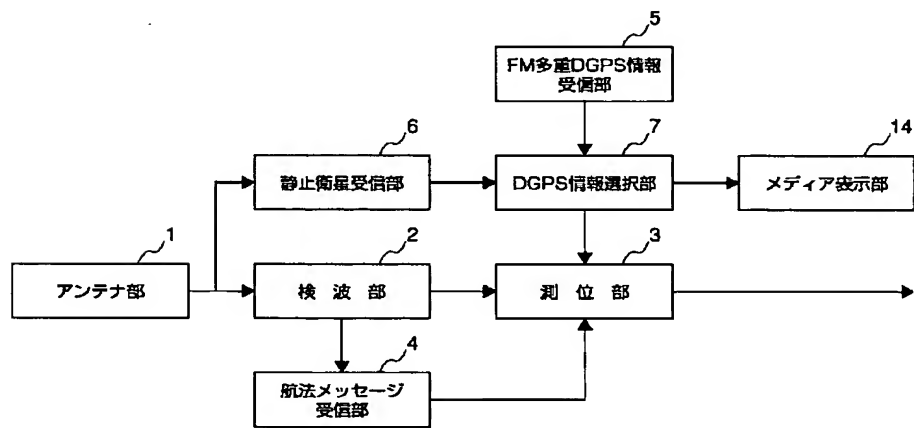 5
FM多重DGPS情報
受信部
6
7
14
静止衛星受信部
DGPS情報選択部
メディア表示部
1
2
3
アンテナ部
検 波 部
測 位 部
4
航法メッセージ
受信部